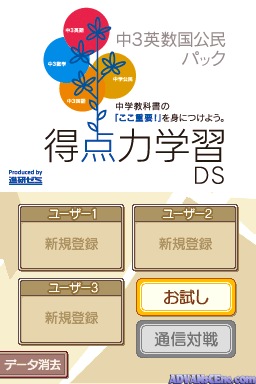 中3英数国公民
パック
中3英語
中3数学
中学公民
中3国語
中学教科書の
「ここ重要!」を身につけよう。
得点力学習
DS
Produced by
進研ゼミ
ユーザー1
新規登録
ユーザー2
新規登録
ユーザー3
新規登録
お試し
通信対戦
データ消去
ADVANsCEne.com